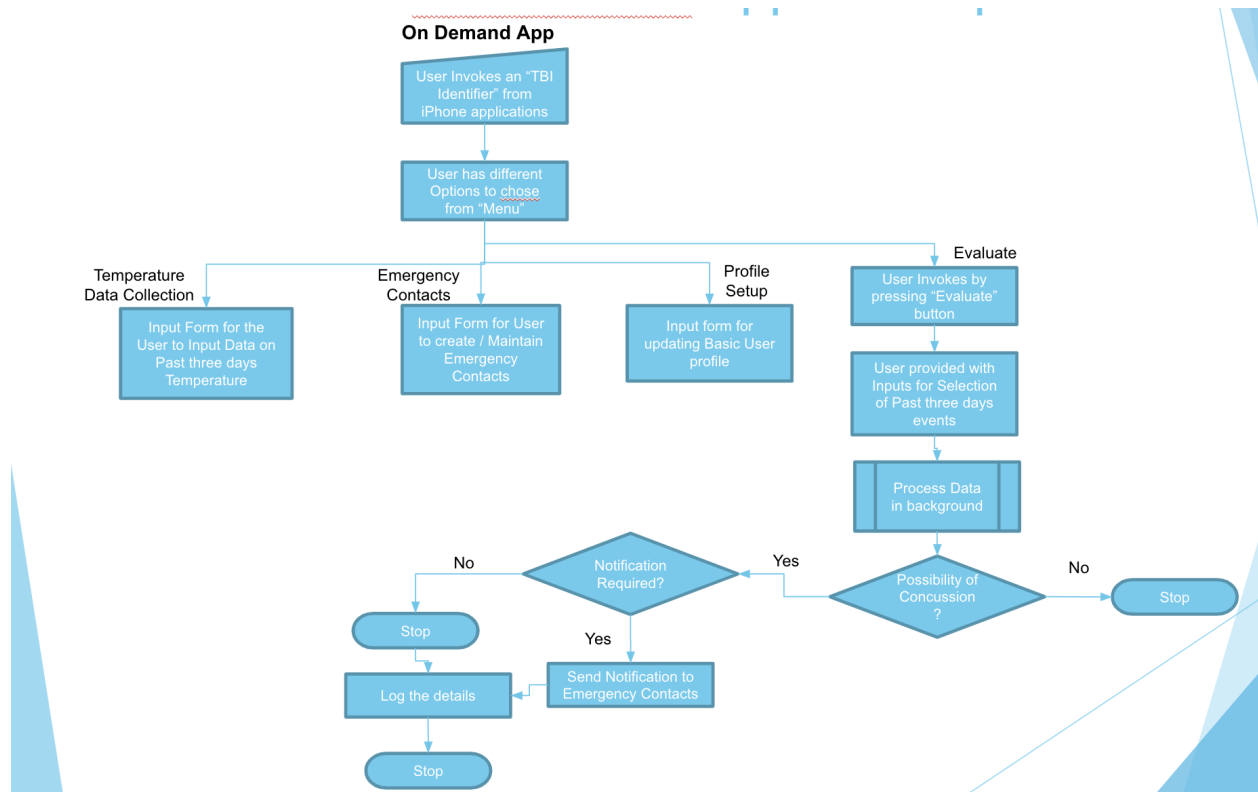 On Demand App
User Invokes an “TBI
Identifier” from
iPhone applications
User has different
Options to chose
from “Menu”
Temperature
Data Collection
Emergency
Contacts
Profile
Setup
Evaluate
Input Form for the
User to Input Data on
Past three days
Temperature
Input Form for User
to create / Maintain
Emergency
Contacts
Input form for
updating Basic User
profile
User Invokes by
pressing “Evaluate”
button
User provided with
Inputs for Selection
of Past three days
events
Process Data
in background
Possibility of
Concussion
?
No
Stop
Yes
Notification
Required?
No
Stop
Yes
Send Notification to
Emergency Contacts
Log the details
Stop